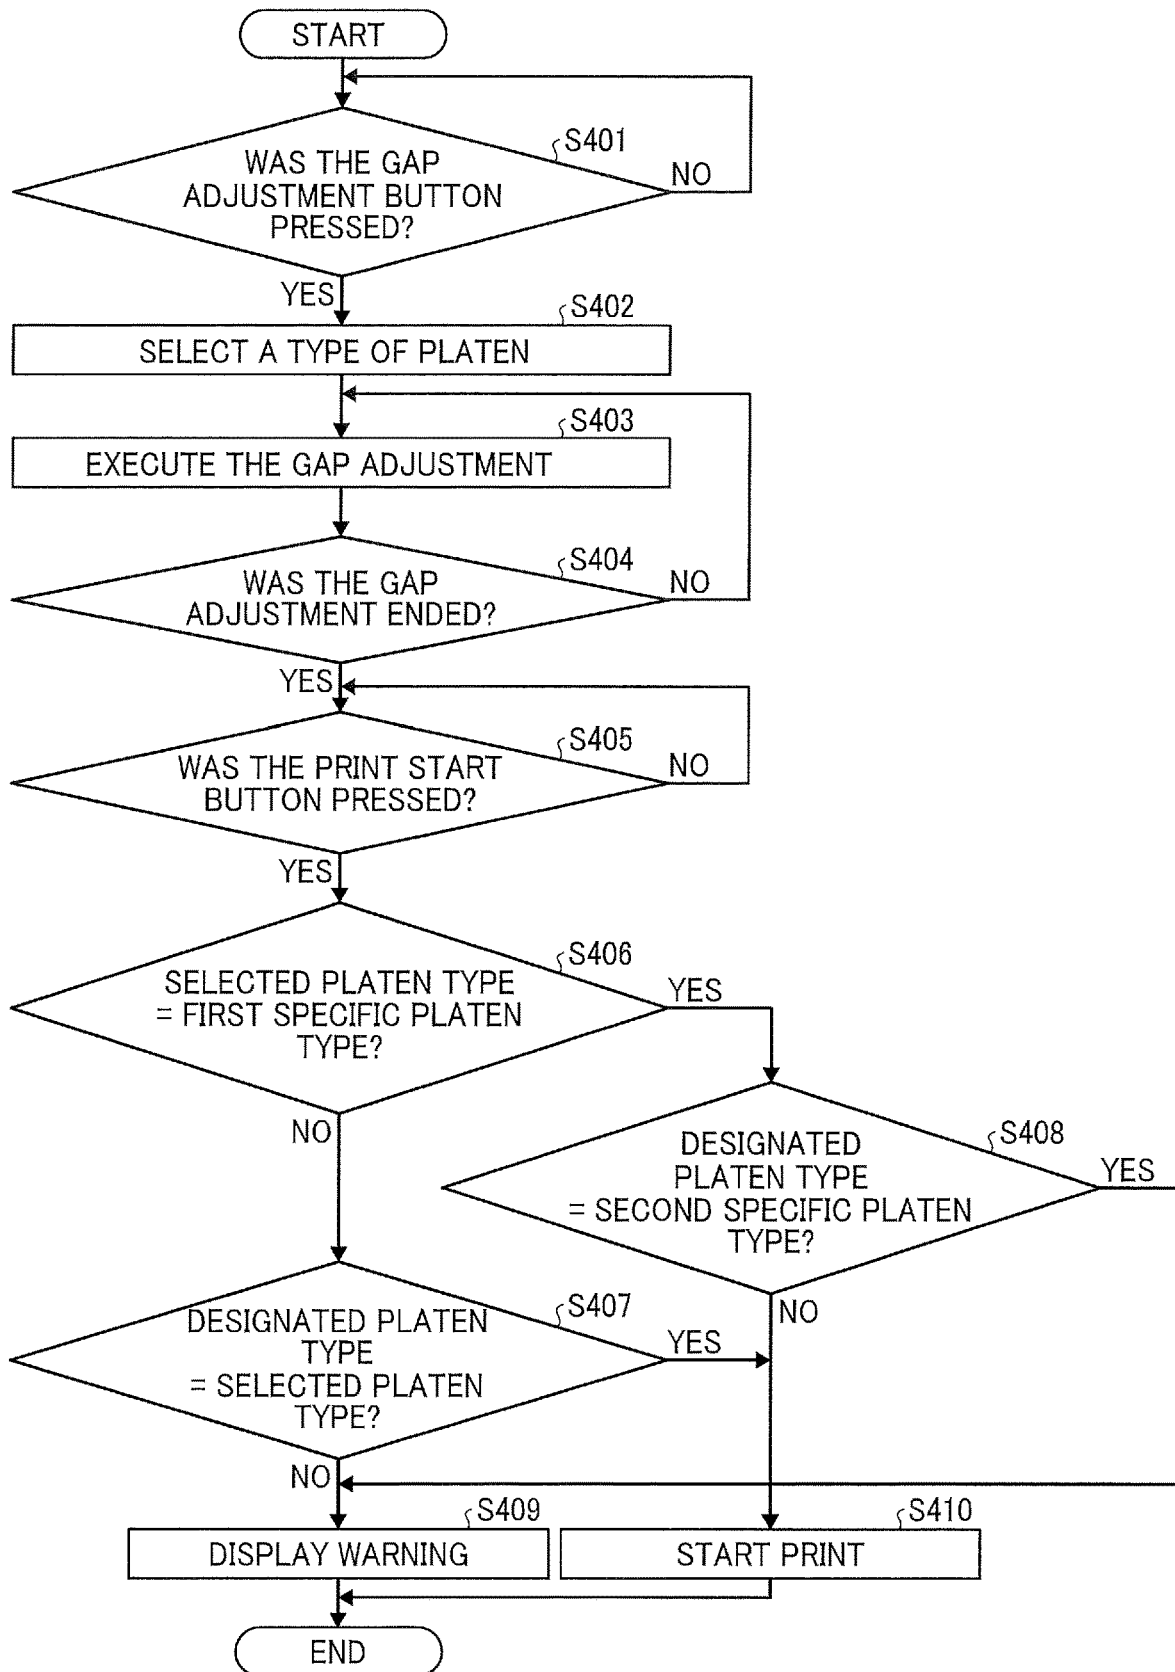 START
S401
WAS THE GAP
ADJUSTMENT BUTTON
PRESSED?
NO
YES
S402
SELECT A TYPE OF PLATEN
S403
EXECUTE THE GAP ADJUSTMENT
S404
WAS THE GAP
ADJUSTMENT ENDED?
NO
YES
S405
WAS THE PRINT START
BUTTON PRESSED?
NO
YES
S406
SELECTED PLATEN TYPE
= FIRST SPECIFIC PLATEN
TYPE?
YES
NO
S408
DESIGNATED
PLATEN TYPE
= SECOND SPECIFIC PLATEN
TYPE?
YES
NO
S407
DESIGNATED PLATEN
TYPE
= SELECTED PLATEN
TYPE?
YES
NO
S409
DISPLAY WARNING
S410
START PRINT
END